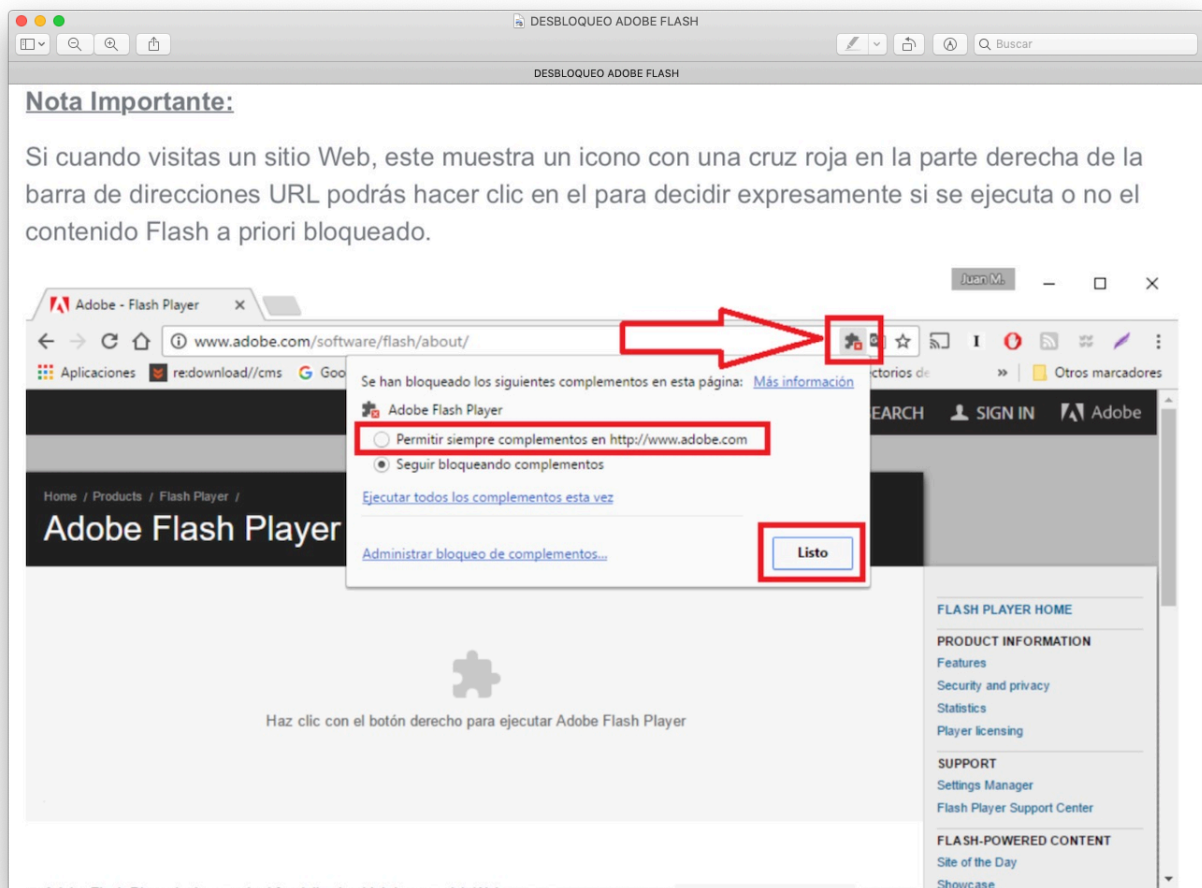 DESBLOQUEO ADOBE FLASH
Buscar
DESBLOQUEO ADOBE FLASH
Nota Importante:
Si cuando visitas un sitio Web, este muestra un icono con una cruz roja en la parte derecha de la
barra de direcciones URL podrás hacer clic en el para decidir expresamente si se ejecuta o no el
contenido Flash a priori bloqueado.
Juan M.
Adobe - Flash Player
www.adobe.com/software/flash/about/
Aplicaciones
re:download//cms
Goo
ectorios de
»
Otros marcadores
Se han bloqueado los siguientes complementos en esta página: Más información
Adobe Flash Player
Permitir siempre complementos en http://www.adobe.com
Seguir bloqueando complementos
Ejecutar todos los complementos esta vez
Administrar bloqueo de complementos...
Listo
EARCH
SIGN IN
Adobe
Home / Products / Flash Player /
Adobe Flash Player
Haz clic con el botón derecho para ejecutar Adobe Flash Player
FLASH PLAYER HOME
PRODUCT INFORMATION
Features
Security and privacy
Statistics
Player licensing
SUPPORT
Settings Manager
Flash Player Support Center
FLASH-POWERED CONTENT
Site of the Day
Showcase